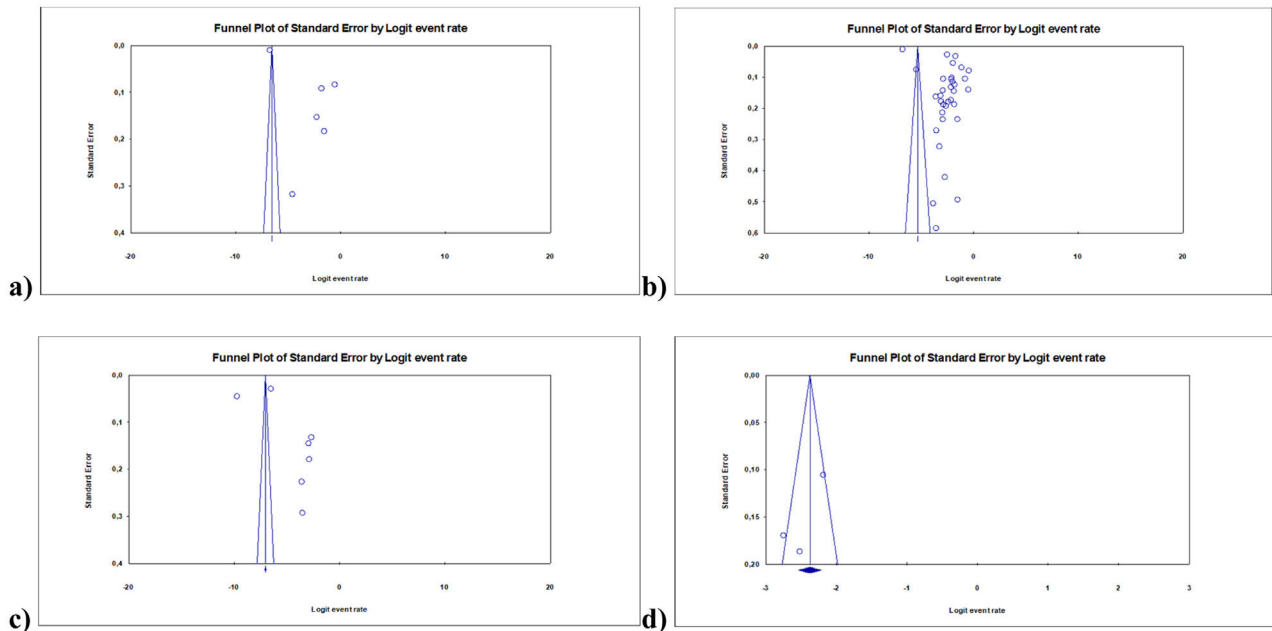 Funnel Plot of Standard Error by Logit event rate
0,0
0,1
0,2
0,3
0,4
Standard Error
-20
-10
0
10
20
Logit event rate
a)
Funnel Plot of Standard Error by Logit event rate
0,0
0,1
0,2
0,3
0,4
0,5
0,6
Standard Error
-20
-10
0
10
20
Logit event rate
b)
Funnel Plot of Standard Error by Logit event rate
0,0
0,1
0,2
0,3
0,4
Standard Error
-20
-10
0
10
20
Logit event rate
c)
Funnel Plot of Standard Error by Logit event rate
0,00
0,05
0,10
0,15
0,20
Standard Error
-3
-2
-1
0
1
2
3
Logit event rate
d)